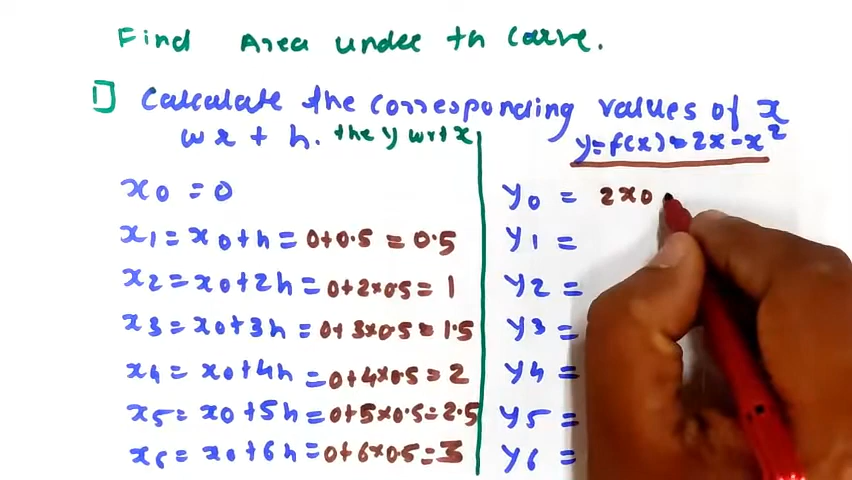 Find Area under th Carve.
1] Calculate the corresponding values of x
w r t h. the y wrt x
y=f(x)=2x-x²
x0 = 0
x1 = x0+h = 0+0.5 = 0.5
x2 = x0+2h = 0+2×0.5 = 1
x3 = x0+3h = 0+3×0.5 = 1.5
x4 = x0+4h = 0+4×0.5 = 2
x5 = x0+5h = 0+5×0.5 = 2.5
x6 = x0+6h = 0+6×0.5 = 3
y0 = 2×0
y1 =
y2 =
y3 =
y4 =
y5 =
y6 =